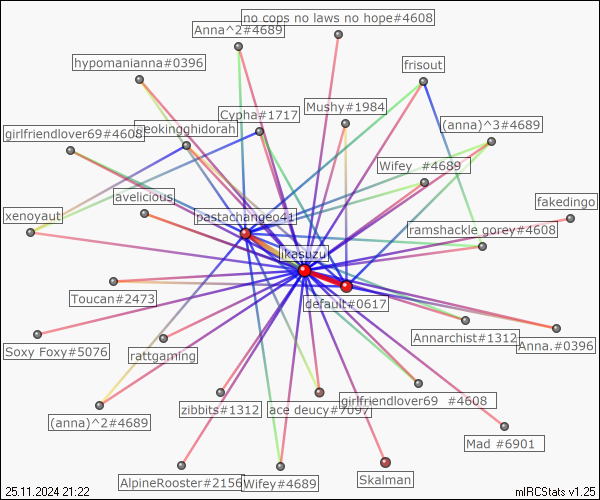 no cops no laws no hope#4608
Anna^2#4689
hypomanianna#0396
frisout
Cypha#1717
Mushy#1984
(anna)^3#4689
girlfriendlover69#4608
neokingghidorah
Wifey #4689
avelicious
fakedingo
xenoyaut
pastachangeo41
ramshackle gorey#4608
ikasuzu
Toucan#2473
default#0617
Annarchist#1312
Anna.#0396
Soxy Foxy#5076
rattgaming
girlfriendlover69 #4608
(anna)^2#4689
zibbits#1312
ace deucy#7097
Mad #6901
AlpineRooster#2156
Wifey#4689
Skalman
25.11.2024 21:22
mIRCStats v1.25